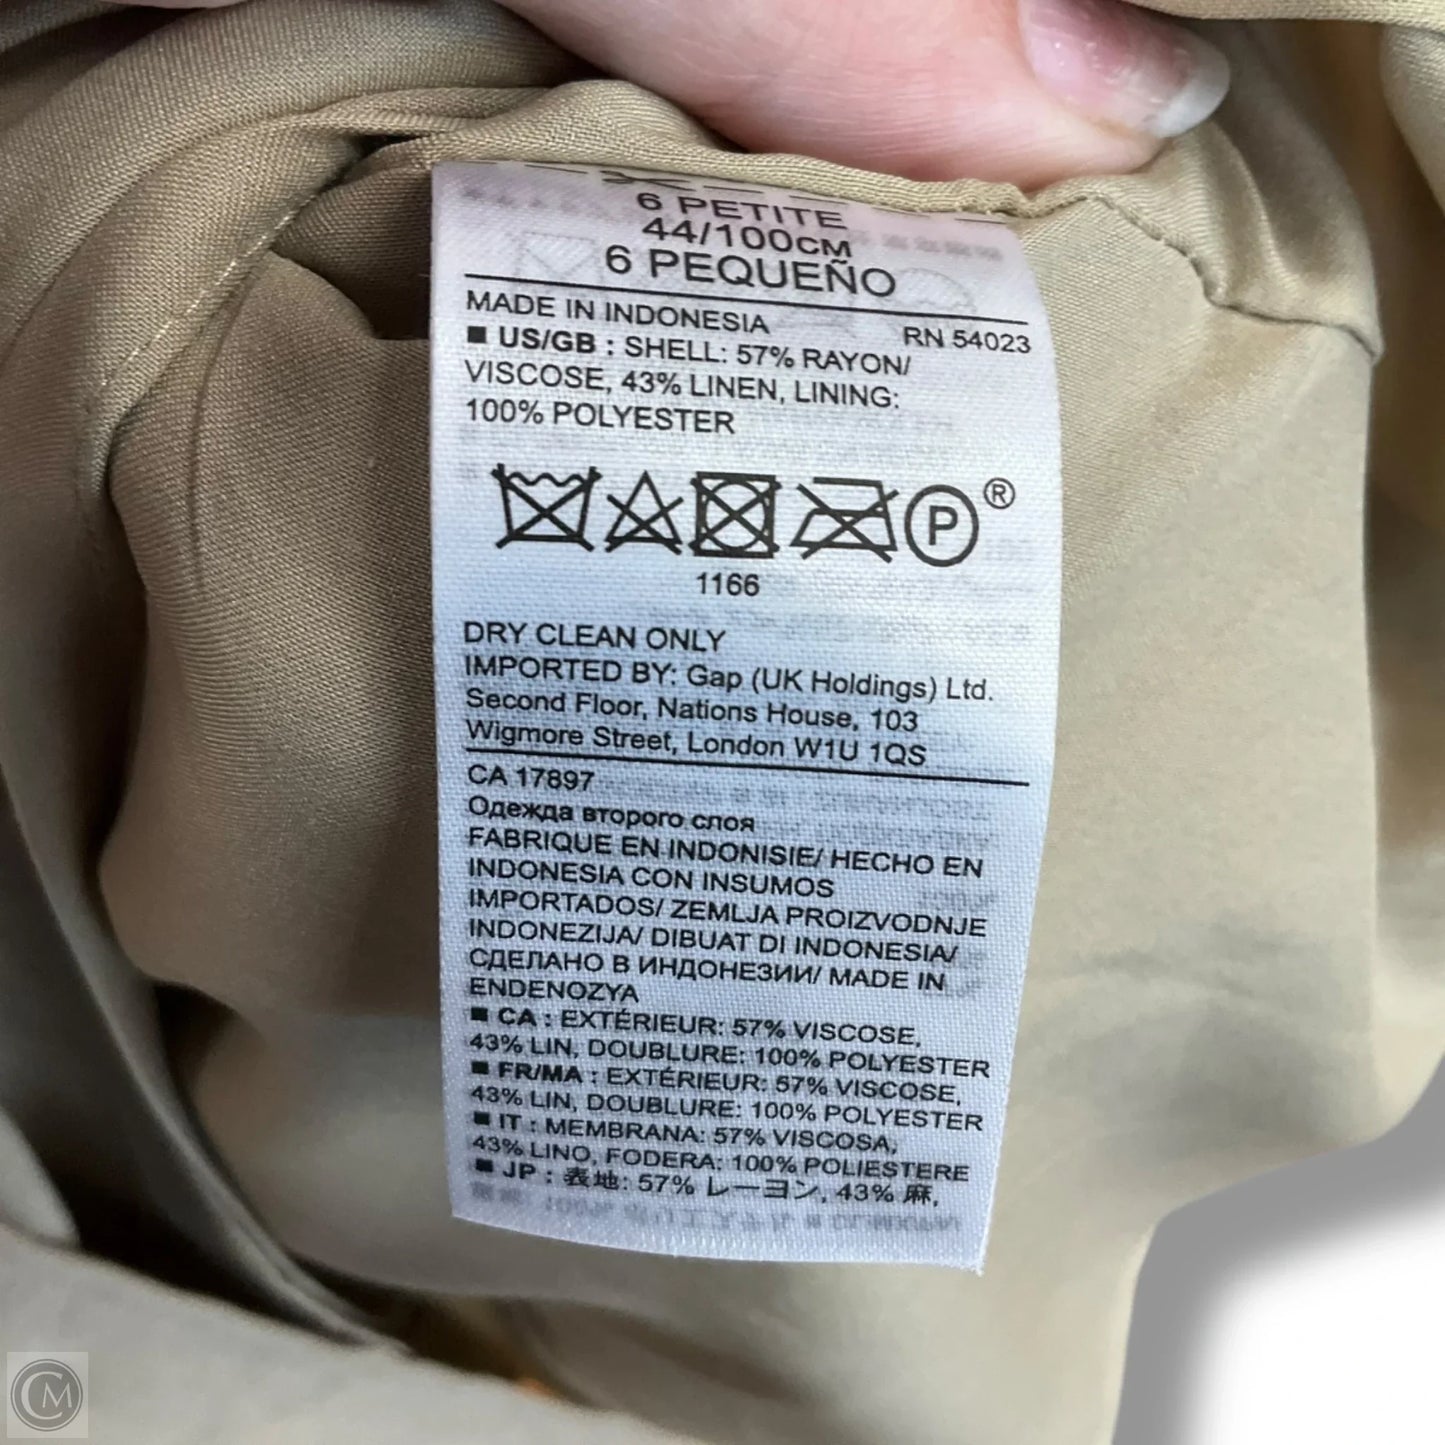 6 PETITE
44/100CM
6 PEQUEÑO
MADE IN INDONESIA
RN 54023
■ US/GB : SHELL: 57% RAYON/
VISCOSE, 43% LINEN, LINING:
100% POLYESTER
P ®
1166
DRY CLEAN ONLY
IMPORTED BY: Gap (UK Holdings) Ltd.
Second Floor, Nations House, 103
Wigmore Street, London W1U 1QS
CA 17897
Одежда второго слоя
FABRIQUE EN INDONISIE/ HECHO EN
INDONESIA CON INSUMOS
IMPORTADOS/ ZEMLJA PROIZVODNJE
INDONEZIJA/ DIBUAT DI INDONESIA/
СДЕЛАНО В ИНДОНЕЗИИ/ MADE IN
ENDENOZYA
■ CA : EXTÉRIEUR: 57% VISCOSE,
43% LIN, DOUBLURE: 100% POLYESTER
■ FR/MA : EXTÉRIEUR: 57% VISCOSE,
43% LIN, DOUBLURE: 100% POLYESTER
■ IT : MEMBRANA: 57% VISCOSA,
43% LINO, FODERA: 100% POLIESTERE
■ JP : 表地: 57% レーヨン, 43% 麻,
CM